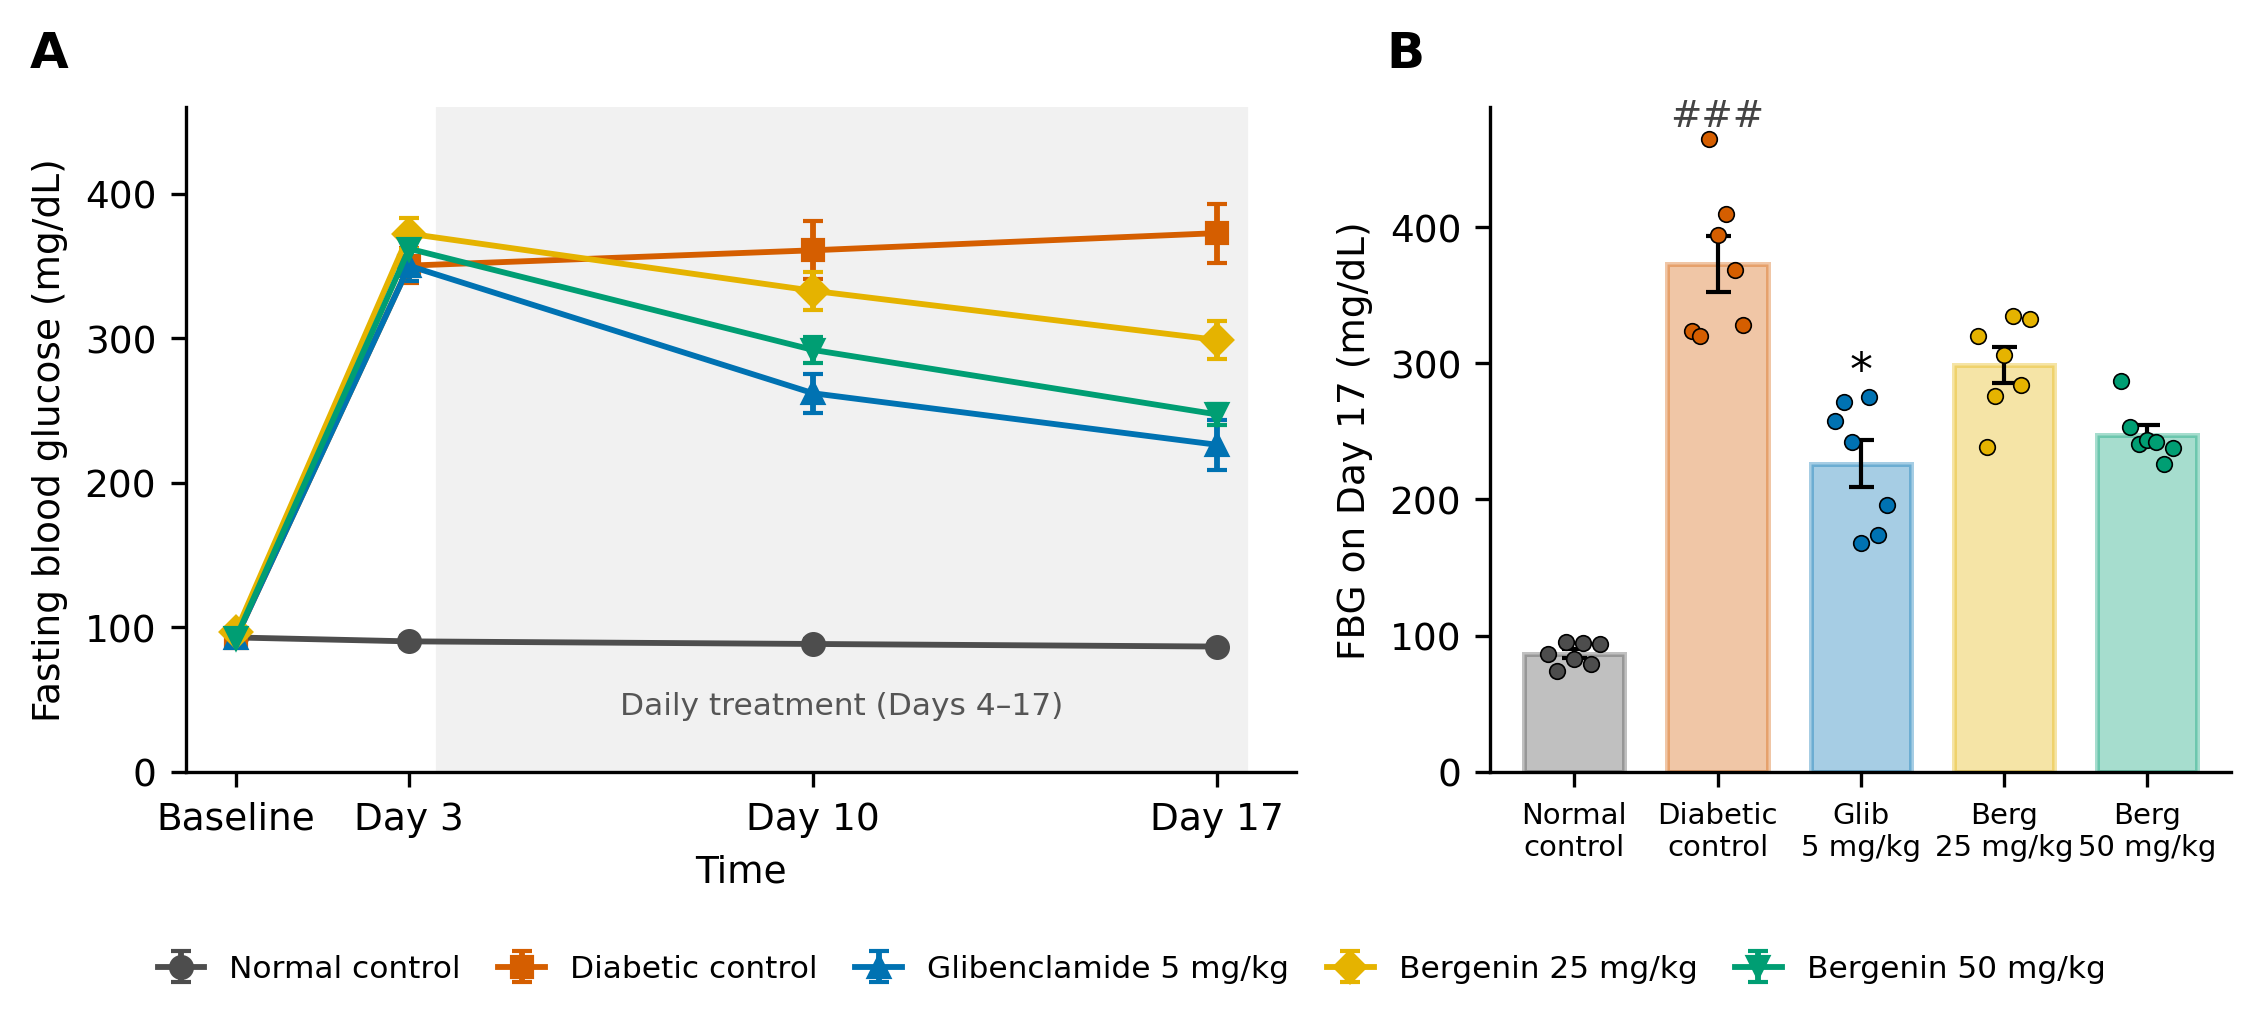 A
Fasting blood glucose (mg/dL)
400
300
200
100
0
Daily treatment (Days 4–17)
Baseline
Day 3
Day 10
Day 17
Time
B
FBG on Day 17 (mg/dL)
400
300
200
100
0
###
*
Normal
control
Diabetic
control
Glib
5 mg/kg
Berg
25 mg/kg
Berg
50 mg/kg
Normal control
Diabetic control
Glibenclamide 5 mg/kg
Bergenin 25 mg/kg
Bergenin 50 mg/kg